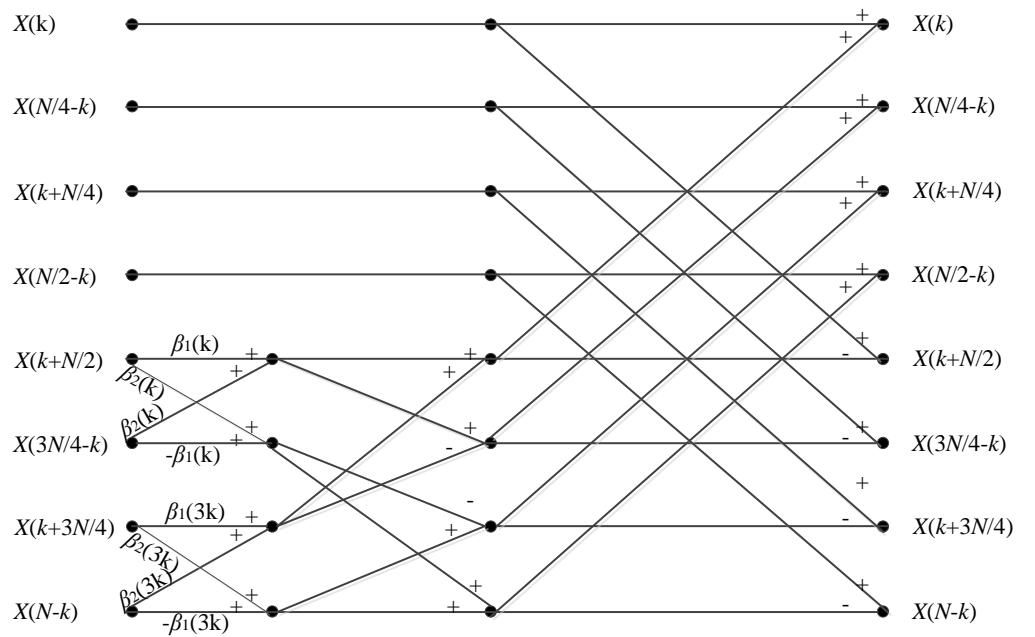 X(k) + X(k)
+
X(N/4-k) + X(N/4-k)
+
X(k+N/4) + X(k+N/4)
+
X(N/2-k) + X(N/2-k)
+
β1(k) +
X(k+N/2) + + - X(k+N/2)
+ +
β2(k)
β2(k) + + +
X(3N/4-k) + - - X(3N/4-k)
-β1(k)
- +
β1(3k) +
X(k+3N/4) + + - X(k+3N/4)
+
β2(3k)
β2(3k) + + +
X(N-k) + + - X(N-k)
-β1(3k)